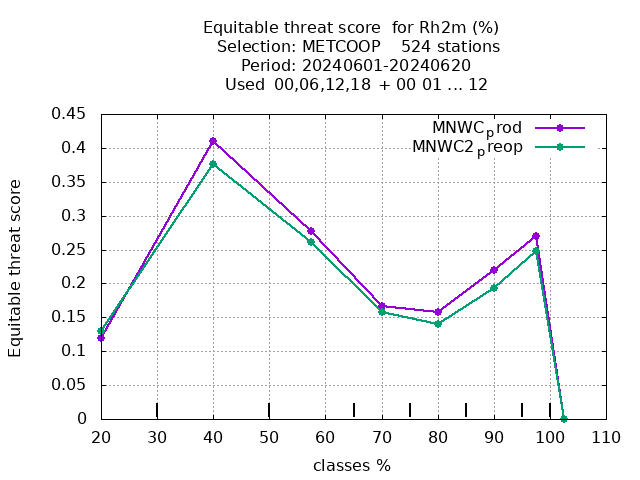 Equitable threat score  for Rh2m (%)
Selection: METCOOP    524 stations
Period: 20240601-20240620
Used  00,06,12,18 + 00 01 ... 12
MNWC_prod
MNWC2_preop
Equitable threat score
0.45
0.4
0.35
0.3
0.25
0.2
0.15
0.1
0.05
0
20 30 40 50 60 70 80 90 100 110
classes %